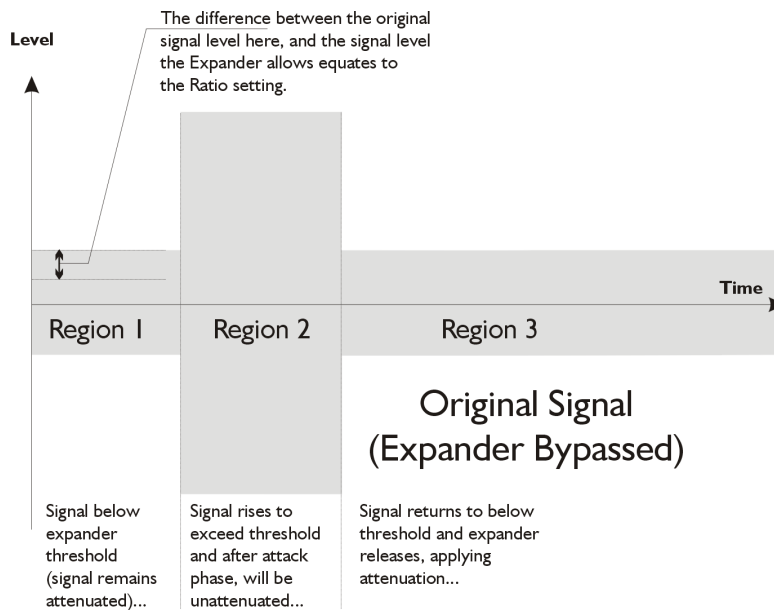 The difference between the original
signal level here, and the signal level
the Expander allows equates to
the Ratio setting.
Level
Time
Region 1
Region 2
Region 3
Original Signal
(Expander Bypassed)
Signal below
expander
threshold
(signal remains
attenuated)...
Signal rises to
exceed threshold
and after attack
phase, will be
unattenuated...
Signal returns to below
threshold and expander
releases, applying
attenuation...